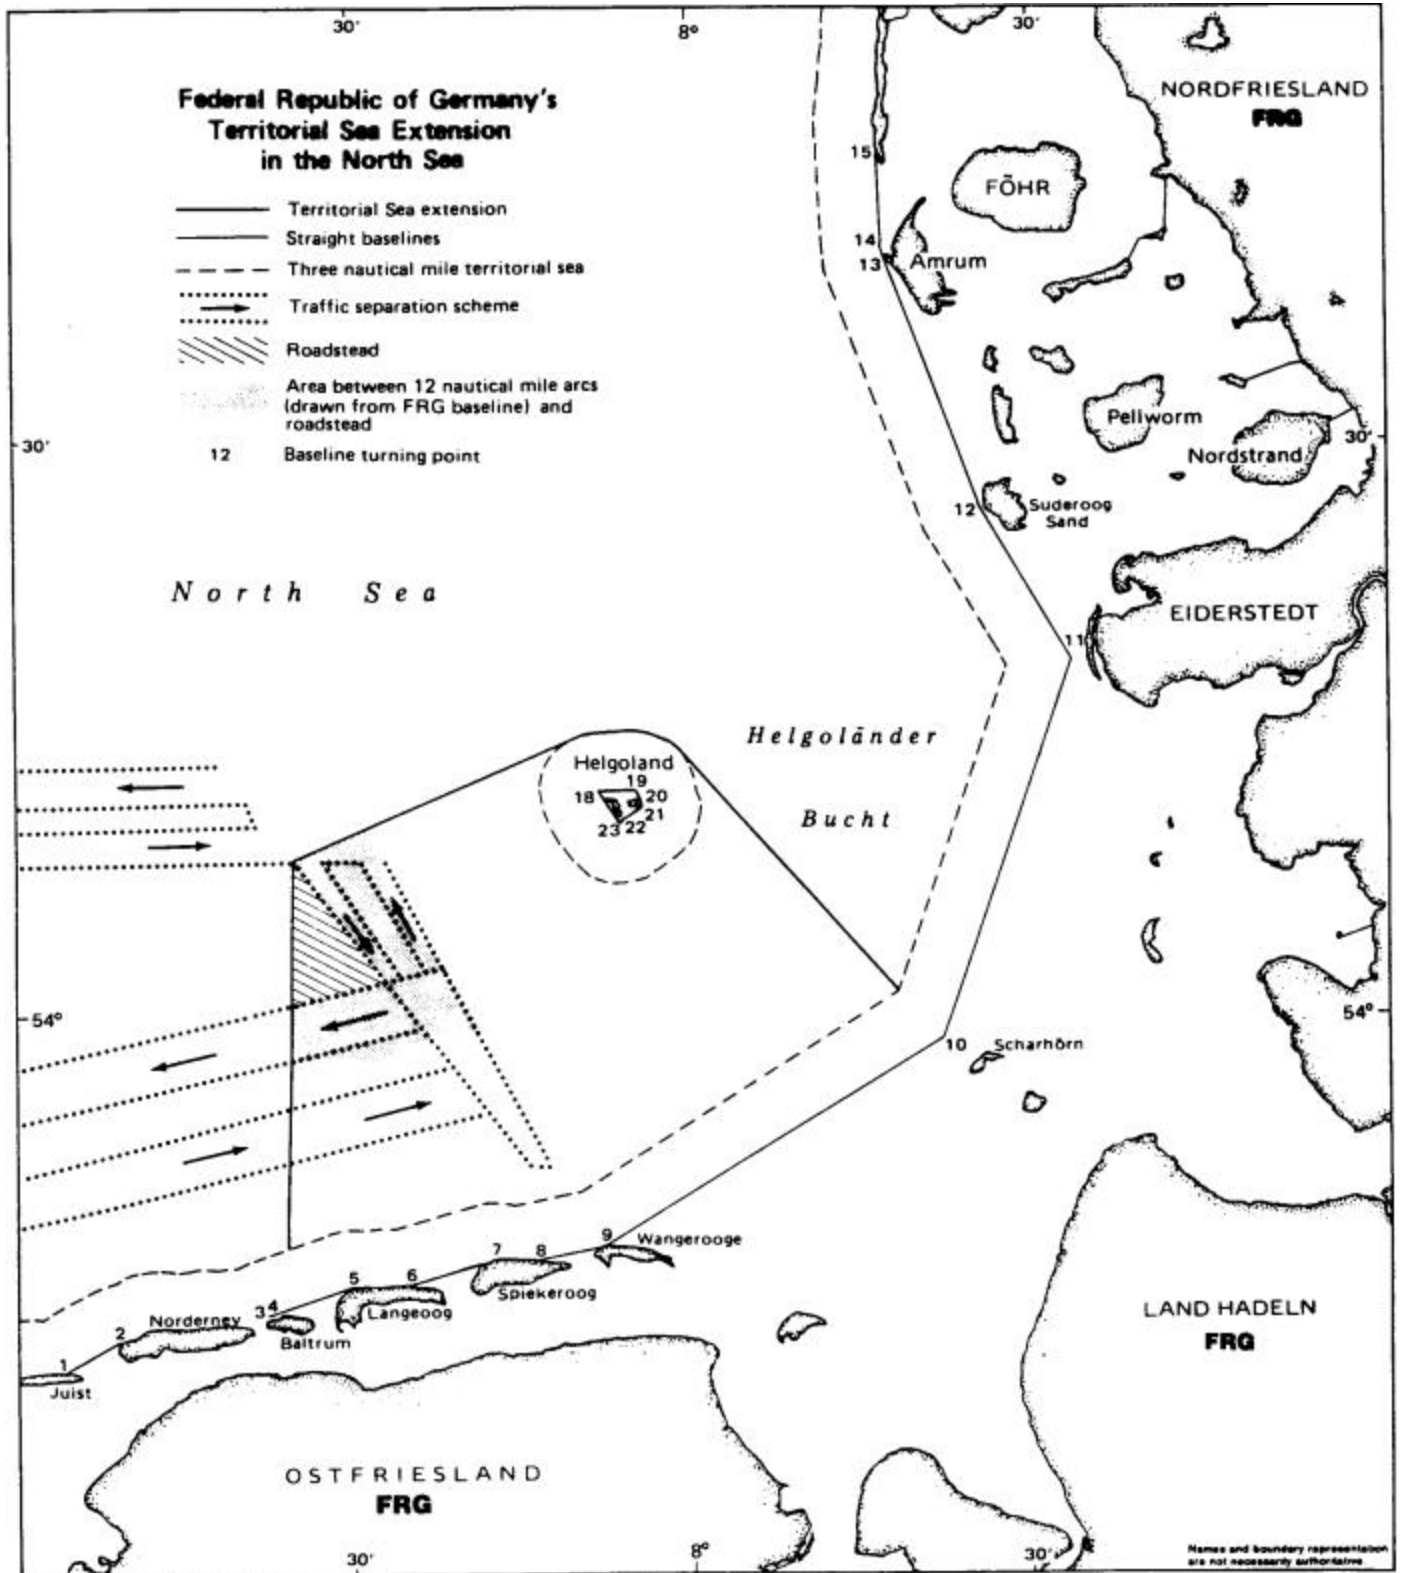 30′
8°
30′
Federal Republic of Germany's
Territorial Sea Extension
in the North Sea
Territorial Sea extension
Straight baselines
Three nautical mile territorial sea
Traffic separation scheme
Roadstead
Area between 12 nautical mile arcs
(drawn from FRG baseline) and
roadstead
12 Baseline turning point
NORDFRIESLAND
FRG
15
FÖHR
14
13
Amrum
30′
Pellworm
30′
Nordstrand
12
Suderoog
Sand
North Sea
EIDERSTEDT
11
Helgoländer
Bucht
Helgoland
19
18
20
21
22
23
54°
54°
10
Scharhörn
9
Wangerooge
7
8
Spiekeroog
5
6
Langeoog
3
4
Baltrum
Norderney
2
1
Juist
LAND HADELN
FRG
OSTFRIESLAND
FRG
30′
8°
30′
Names and boundary representation
are not necessarily authoritative